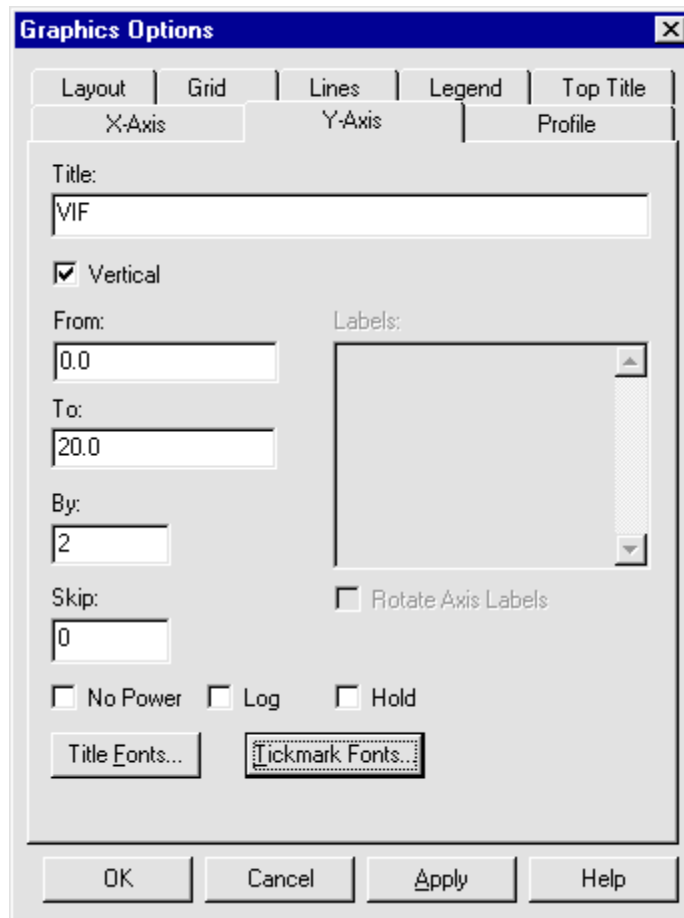 Graphics Options
Layout Grid Lines Legend Top Title
X-Axis Y-Axis Profile
Title:
VIF
Vertical
From: Labels:
0.0
To:
20.0
By:
2
Skip: Rotate Axis Labels
0
No Power Log Hold
Title Fonts... Tickmark Fonts...
OK Cancel Apply Help